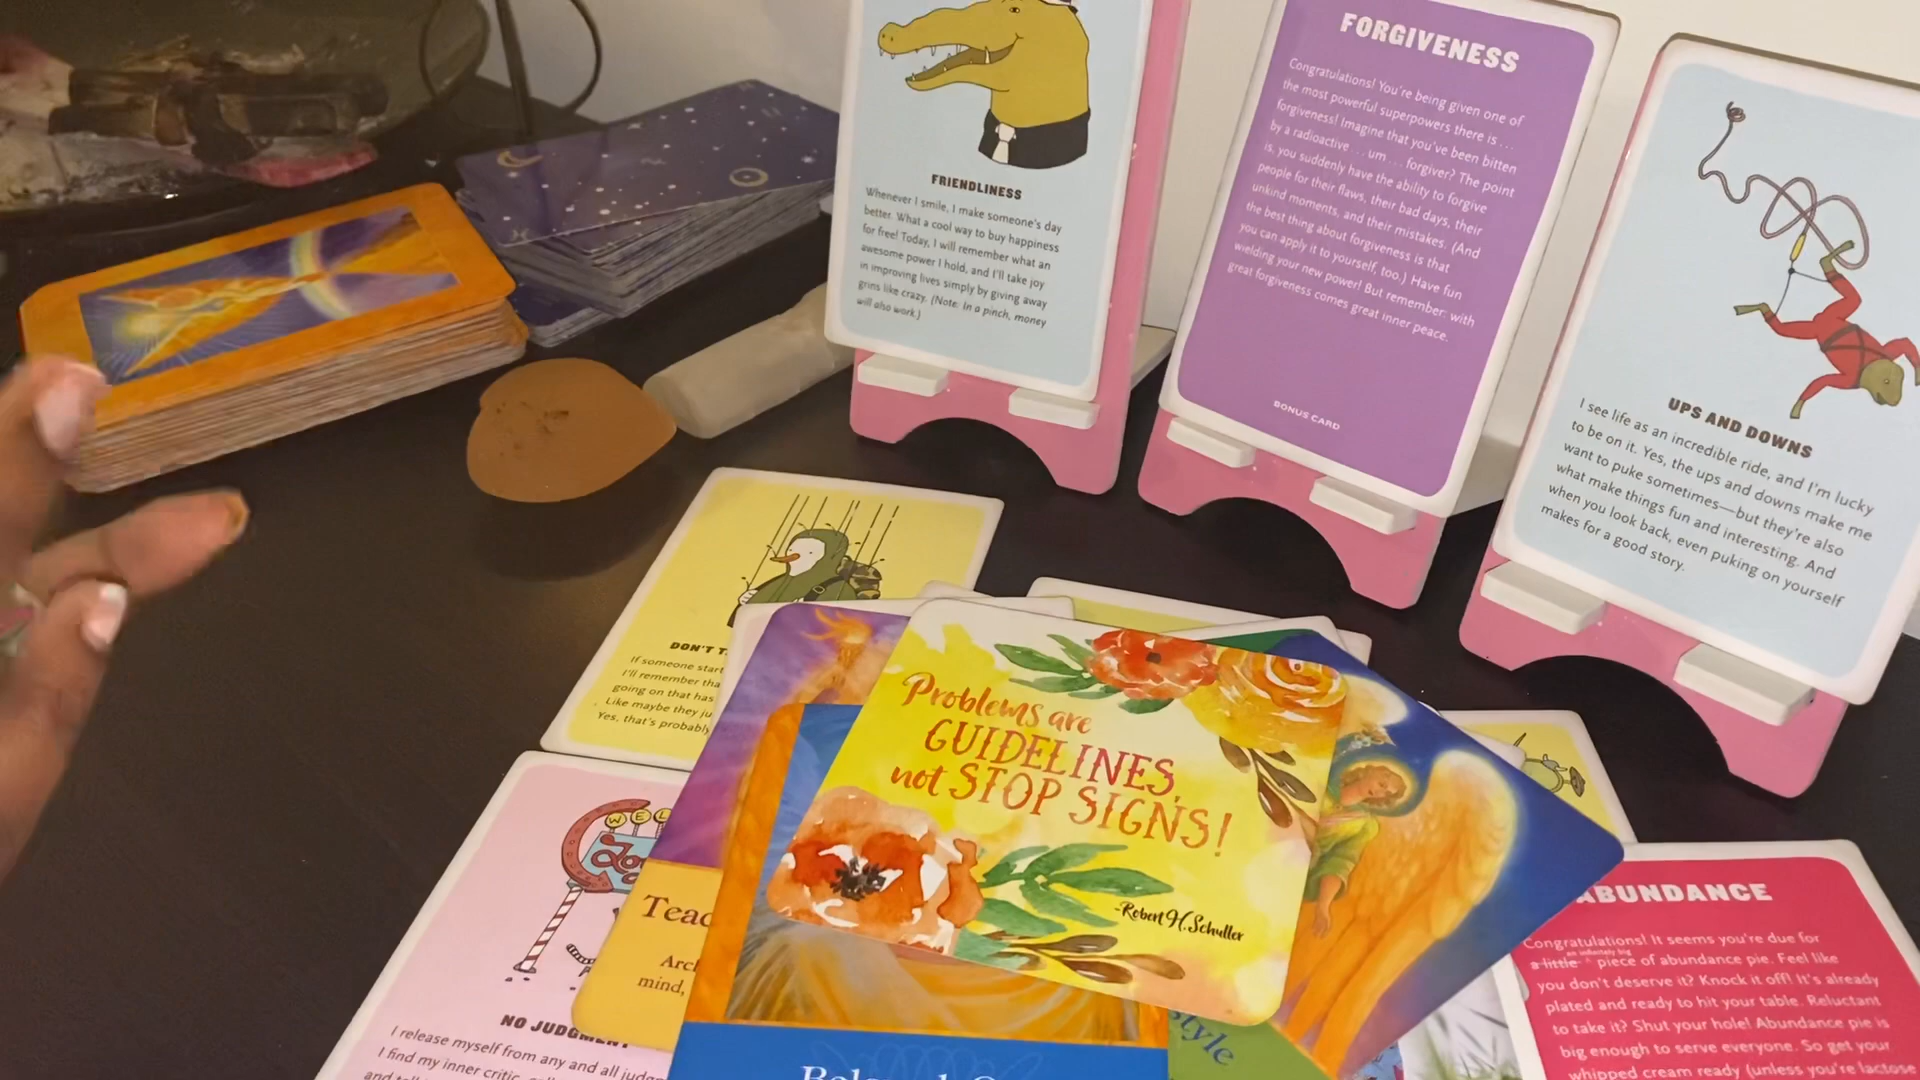 FRIENDLINESS
Whenever I smile, I make someone's day
better. What a cool way to buy happiness
for free! Today, I will remember what an
awesome power I hold, and I'll take joy
in improving lives simply by giving away
grins like crazy. (Note: In a pinch, money
will also work.)
FORGIVENESS
Congratulations! You're being given one of
the most powerful superpowers there is...
forgiveness! Imagine that you've been bitten
by a radioactive... um... forgiver? The point
is, you suddenly have the ability to forgive
people for their flaws, their bad days, their
unkind moments, and their mistakes. (And
the best thing about forgiveness is that
you can apply it to yourself, too.) Have fun
wielding your new power! But remember: with
great forgiveness comes great inner peace.
BONUS CARD
UPS AND DOWNS
I see life as an incredible ride, and I'm lucky
to be on it. Yes, the ups and downs make me
want to puke sometimes—but they're also
what make things fun and interesting. And
when you look back, even puking on yourself
makes for a good story.
DON'T T
If someone start
I'll remember tha
going on that has
Like maybe they ju
Yes, that's probably
Problems are
GUIDELINES,
not STOP SIGNS!
-Robert H. Schuller
WEL
NO JUDGMENT
I release myself from any and all judg
I find my inner critic,
and
Teac
Arc
mind,
style
ABUNDANCE
Congratulations! It seems you're due for
an infinitely big
a little piece of abundance pie. Feel like
you don't deserve it? Knock it off! It's already
plated and ready to hit your table. Reluctant
to take it? Shut your hole! Abundance pie is
big enough to serve everyone. So get your
whipped cream ready (unless you're lactose